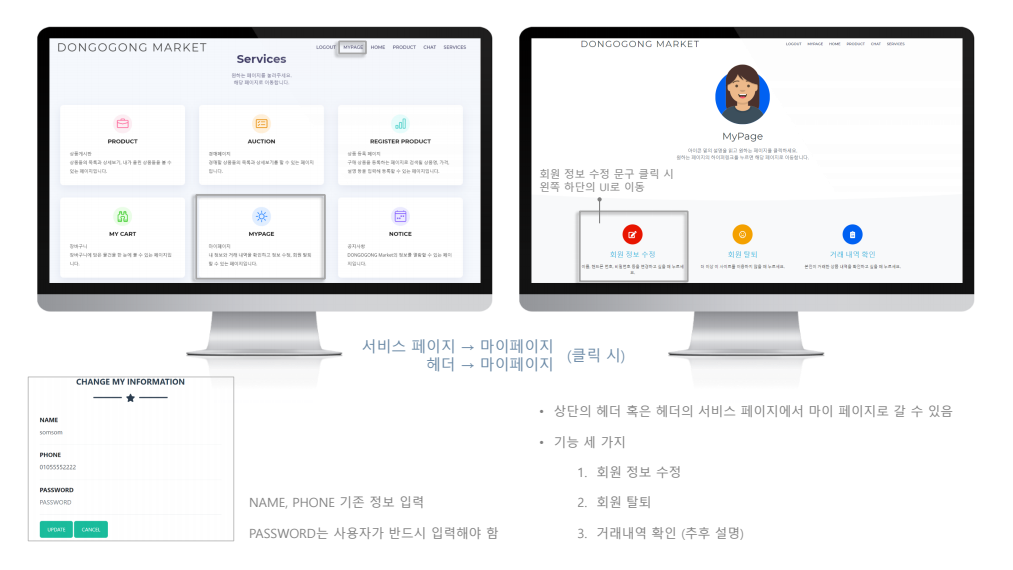 DONGOGONG MARKET
LOGOUT MYPAGE HOME PRODUCT CHAT SERVICES
Services
원하는 페이지를 눌러주세요.
해당 페이지로 이동합니다.
PRODUCT
상품게시판
상품들의 목록과 상세보기, 내가 올린 상품들을 볼 수
있는 페이지입니다.
AUCTION
경매페이지
경매할 상품들의 목록과 상세보기를 할 수 있는 페이지
입니다.
REGISTER PRODUCT
상품 등록 페이지
구매 상품을 등록하는 페이지로 검색할 상품명, 가격,
설명 란을 입력해 등록할 수 있는 페이지입니다.
MY CART
장바구니
장바구니에 담은 물건을 한 눈에 볼 수 있는 페이지입
니다.
MYPAGE
마이페이지
내 정보와 거래 내역을 확인하고 정보 수정, 회원 탈퇴
할 수 있는 페이지입니다.
NOTICE
공지사항
DONGOGONG Market의 정보를 열람할 수 있는 페이
지입니다.
DONGOGONG MARKET
LOGOUT MYPAGE HOME PRODUCT CHAT SERVICES
MyPage
아이콘 밑의 설명을 읽고 원하는 페이지를 클릭하세요.
원하는 페이지의 하이퍼링크를 누르면 해당 페이지로 이동됩니다.
회원 정보 수정 문구 클릭 시
왼쪽 하단의 UI로 이동
회원 정보 수정
이름, 핸드폰 번호, 비밀번호 등을 변경하고 싶을 때 누르세
요.
회원 탈퇴
더 이상 이 사이트를 이용하기 싫을 때 누르세요.
거래 내역 확인
본인이 거래한 상품 내역을 확인하고 싶을 때 누르세요.
서비스 페이지 → 마이페이지
헤더 → 마이페이지
(클릭 시)
CHANGE MY INFORMATION
NAME
somsom
PHONE
01055552222
PASSWORD
PASSWORD
UPDATE CANCEL
NAME, PHONE 기존 정보 입력
PASSWORD는 사용자가 반드시 입력해야 함
• 상단의 헤더 혹은 헤더의 서비스 페이지에서 마이 페이지로 갈 수 있음
• 기능 세 가지
1. 회원 정보 수정
2. 회원 탈퇴
3. 거래내역 확인 (추후 설명)